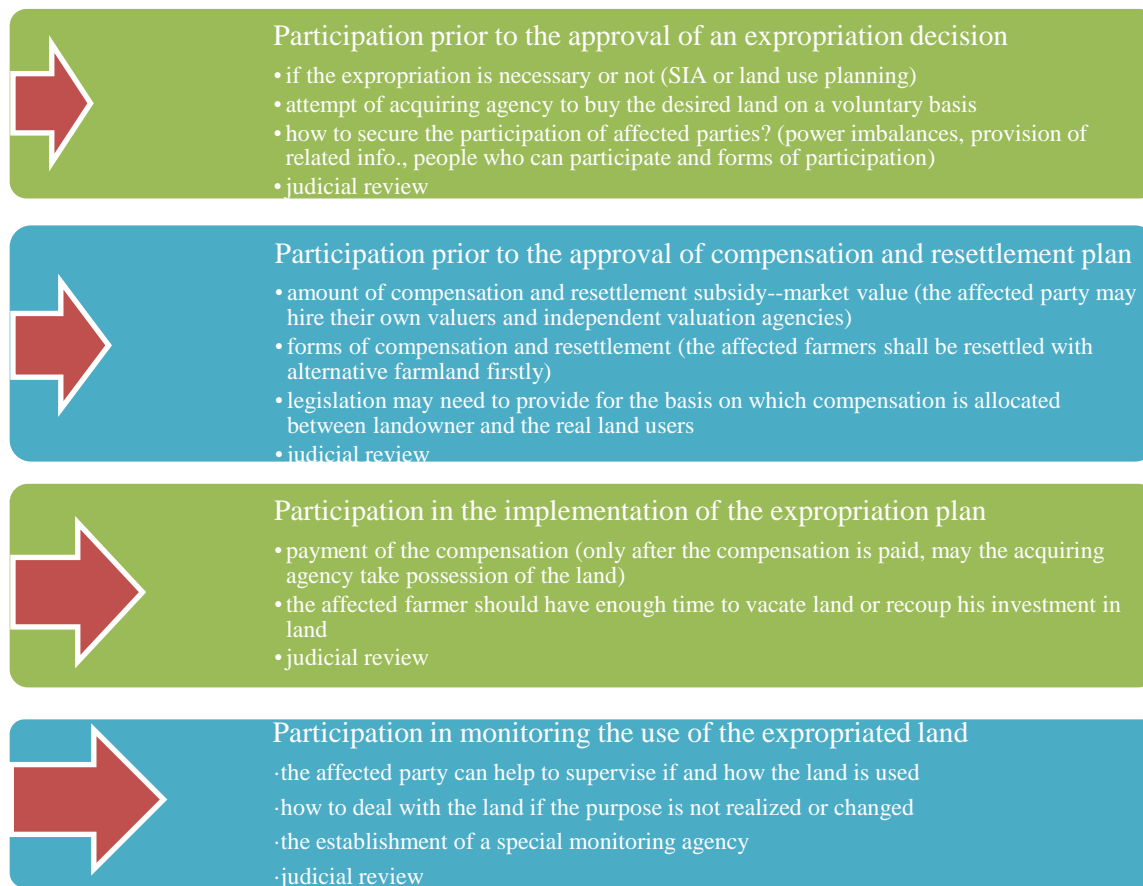 Participation prior to the approval of an expropriation decision
• if the expropriation is necessary or not (SIA or land use planning)
• attempt of acquiring agency to buy the desired land on a voluntary basis
• how to secure the participation of affected parties? (power imbalances, provision of
related info., people who can participate and forms of participation)
• judicial review
Participation prior to the approval of compensation and resettlement plan
• amount of compensation and resettlement subsidy--market value (the affected party may
hire their own valuers and independent valuation agencies)
• forms of compensation and resettlement (the affected farmers shall be resettled with
alternative farmland firstly)
• legislation may need to provide for the basis on which compensation is allocated
between landowner and the real land users
• judicial review
Participation in the implementation of the expropriation plan
• payment of the compensation (only after the compensation is paid, may the acquiring
agency take possession of the land)
• the affected farmer should have enough time to vacate land or recoup his investment in
land
• judicial review
Participation in monitoring the use of the expropriated land
·the affected party can help to supervise if and how the land is used
·how to deal with the land if the purpose is not realized or changed
·the establishment of a special monitoring agency
·judicial review